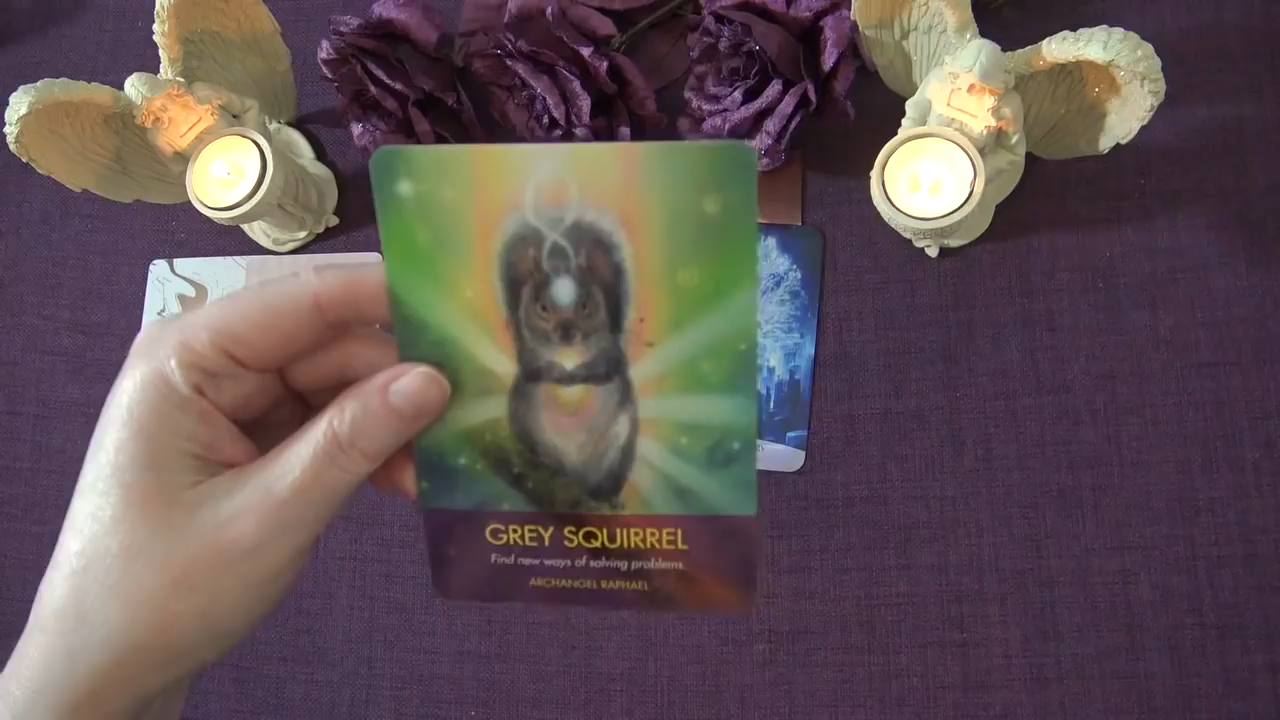 GREY SQUIRREL
Find new ways of solving problems.
ARCHANGEL RAPHAEL